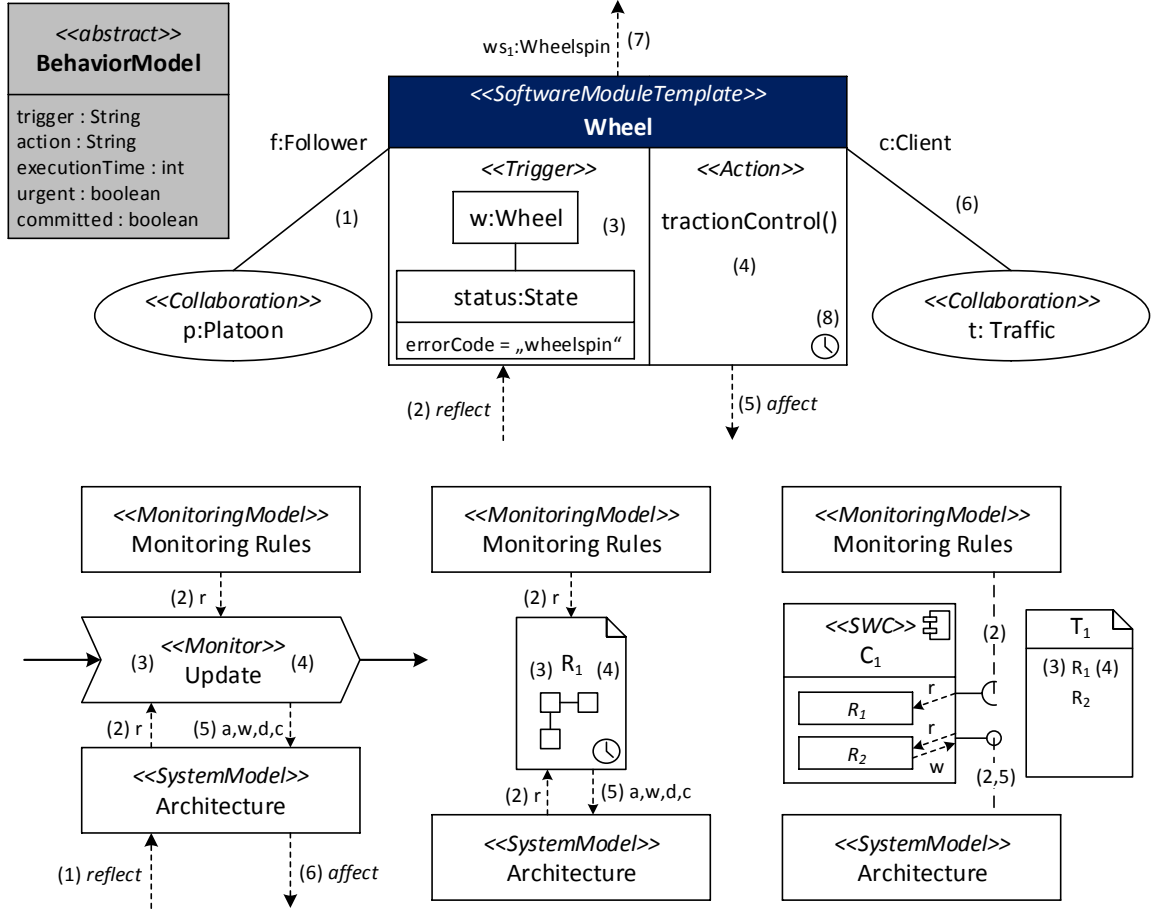 <<abstract>>
BehaviorModel
trigger : String
action : String
executionTime : int
urgent : boolean
committed : boolean
ws1:Wheelspin
(7)
<<SoftwareModuleTemplate>>
Wheel
f:Follower
c:Client
(1)
(6)
<<Trigger>>
w:Wheel
(3)
status:State
errorCode = „wheelspin“
<<Action>>
tractionControl()
(4)
(8)
<<Collaboration>>
p:Platoon
<<Collaboration>>
t: Traffic
(2) reflect
(5) affect
<<MonitoringModel>>
Monitoring Rules
(2) r
(3) <<Monitor>> (4)
Update
(2) r
(5) a,w,d,c
<<SystemModel>>
Architecture
(1) reflect
(6) affect
<<MonitoringModel>>
Monitoring Rules
(2) r
(3) R1 (4)
(2) r
(5) a,w,d,c
<<SystemModel>>
Architecture
<<MonitoringModel>>
Monitoring Rules
<<SWC>>
C1
(2)
R1
r
R2
r
w
(2,5)
T1
(3) R1 (4)
R2
<<SystemModel>>
Architecture